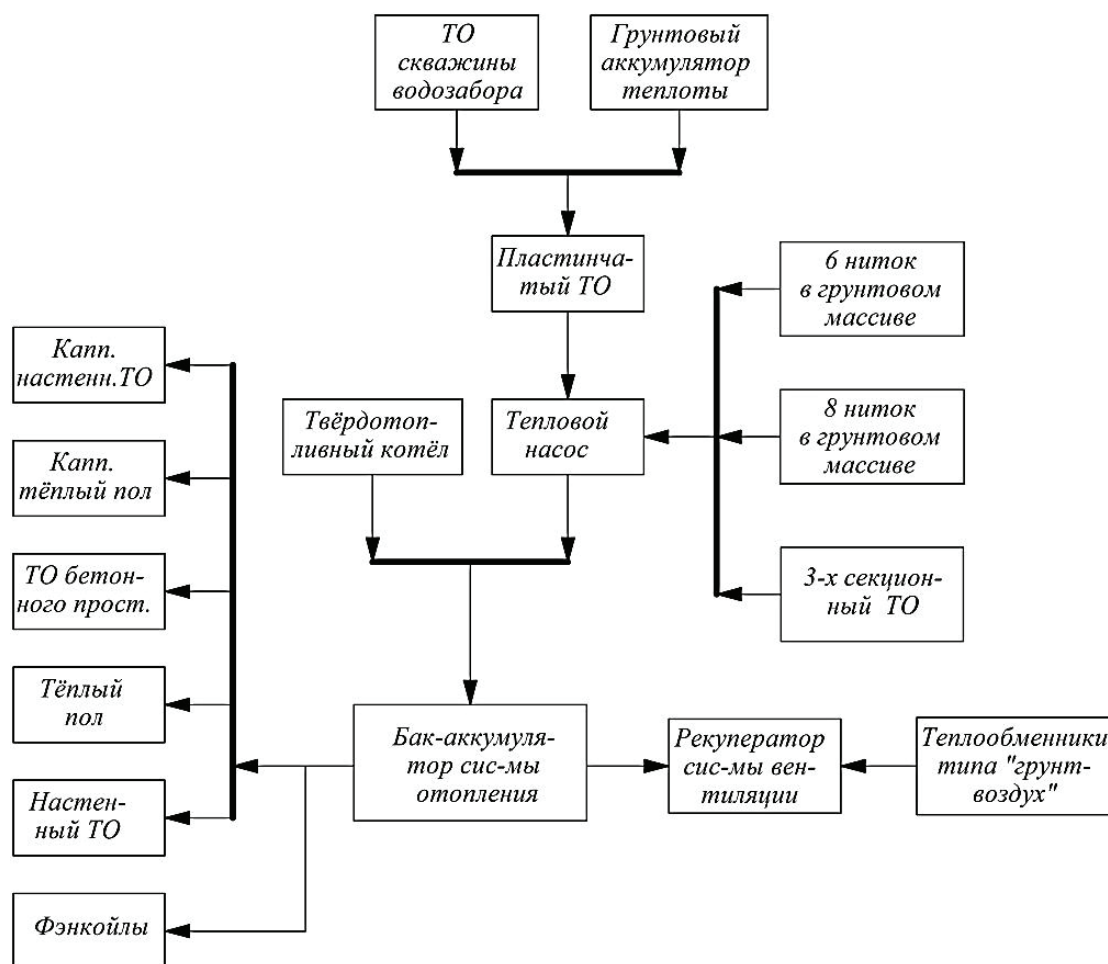 ТО
скважины
водозабора
Грунтовый
аккумулятор
теплоты
Пластинча-
тый ТО
6 ниток
в грунтовом
массиве
Капп.
настенн.ТО
Твёрдотоп-
ливный котёл
Тепловой
насос
8 ниток
в грунтовом
массиве
Капп.
тёплый пол
ТО бетон-
ного прост.
3-х секцион-
ный ТО
Тёплый
пол
Бак-аккумуля-
тор сис-мы
отопления
Рекуператор
сис-мы вен-
тиляции
Теплообменники
типа "грунт-
воздух"
Настен-
ный ТО
Фэнкойлы